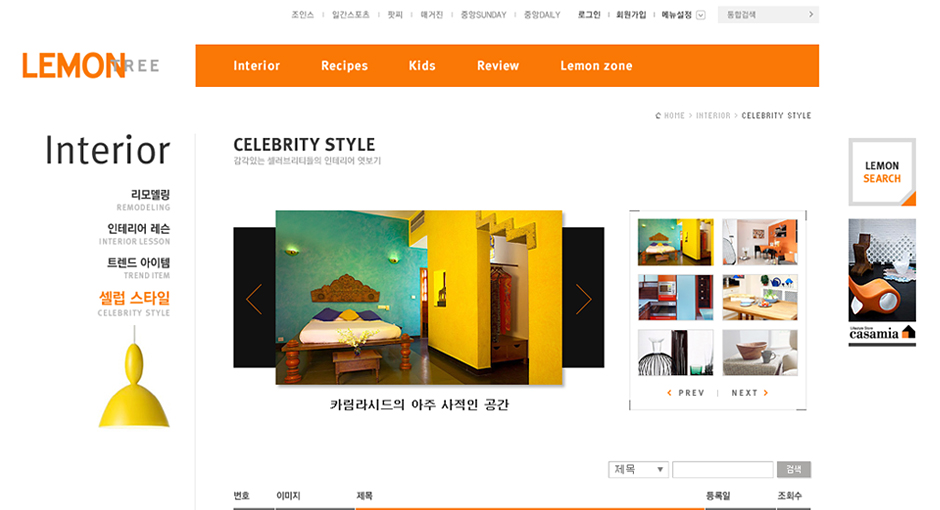 조인스 | 일간스포츠 | 팟찌 | 매거진 | 중앙SUNDAY | 중앙DAILY 로그인 | 회원가입 | 메뉴설정 통합검색
LEMONTREE
Interior Recipes Kids Review Lemon zone
HOME > INTERIOR > CELEBRITY STYLE
Interior
CELEBRITY STYLE
감각있는 셀러브리티들의 인테리어 엿보기
리모델링
REMODELING
인테리어 레슨
INTERIOR LESSON
트렌드 아이템
TREND ITEM
셀럽 스타일
CELEBRITY STYLE
LEMON
SEARCH
Lifestyle Store
casamia
PREV | NEXT
카림라시드의 아주 사적인 공간
제목 검색
번호 이미지 제목 등록일 조회수